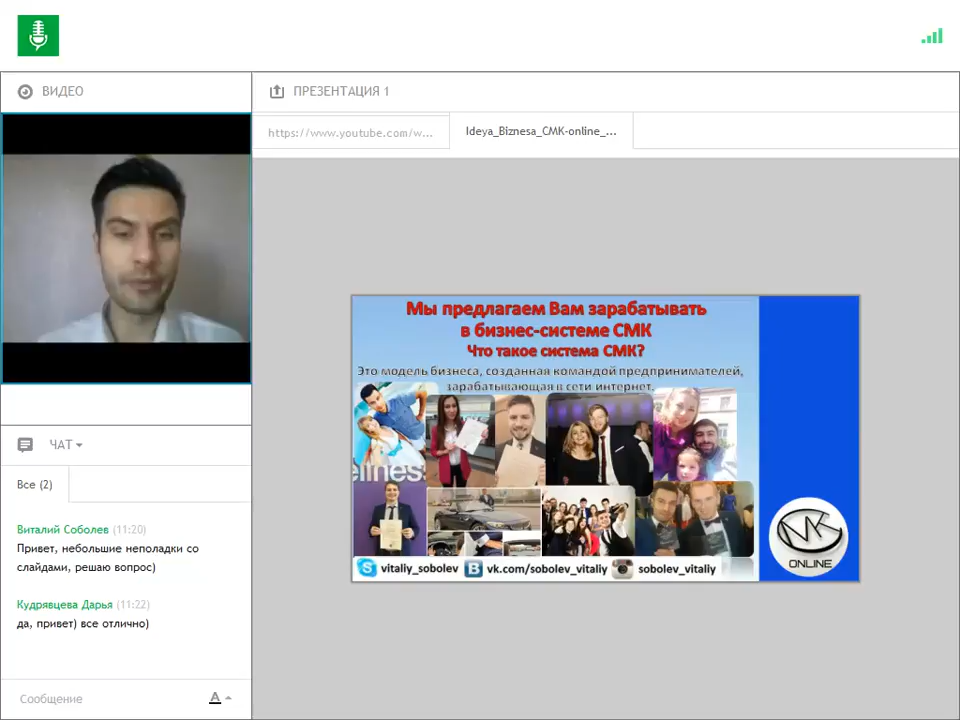 ВИДЕО
ПРЕЗЕНТАЦИЯ 1
https://www.youtube.com/w...
Ideya_Biznesa_CMK-online_...
Мы предлагаем Вам зарабатывать
в бизнес-системе СМК
Что такое система СМК?
Это модель бизнеса, созданная командой предпринимателей,
зарабатывающая в сети интернет.
elines
vitaliy_sobolev
vk.com/sobolev_vitaliy
sobolev_vitaliy
ONLINE
ЧАТ
Все (2)
Виталий Соболев (11:20)
Привет, небольшие неполадки со
слайдами, решаю вопрос)
Кудрявцева Дарья (11:22)
да, привет) все отлично)
Сообщение
A